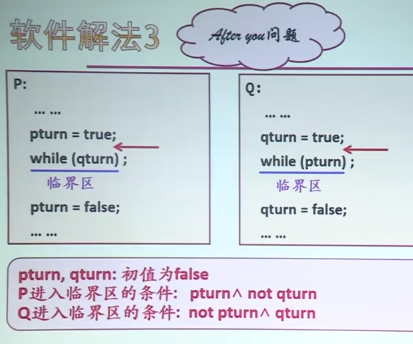 软件解法3
After you问题
P:
... ...
pturn = true;
while (qturn) ;
临界区
pturn = false;
... ...
Q:
... ...
qturn = true;
while (pturn) ;
临界区
qturn = false;
... ...
pturn, qturn: 初值为false
P进入临界区的条件: pturn∧ not qturn
Q进入临界区的条件: not pturn∧ qturn